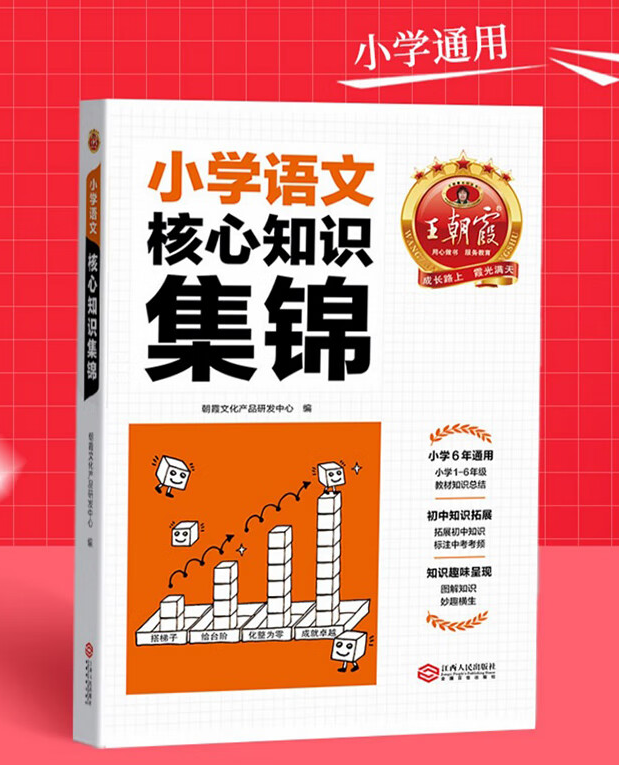 小学通用
小学语文
核心知识
集锦
朝霞文化产品研发中心 编
王朝霞
用心做书 服务教育
成长路上 霞光满天
小学6年通用
小学1-6年级
教材知识总结
初中知识拓展
拓展初中知识
标注中考考频
知识趣味呈现
图解知识
妙趣横生
搭梯子
给台阶
化整为零
成就卓越
江西人民出版社
小学语文
核心知识集锦
朝霞文化产品研发中心 编